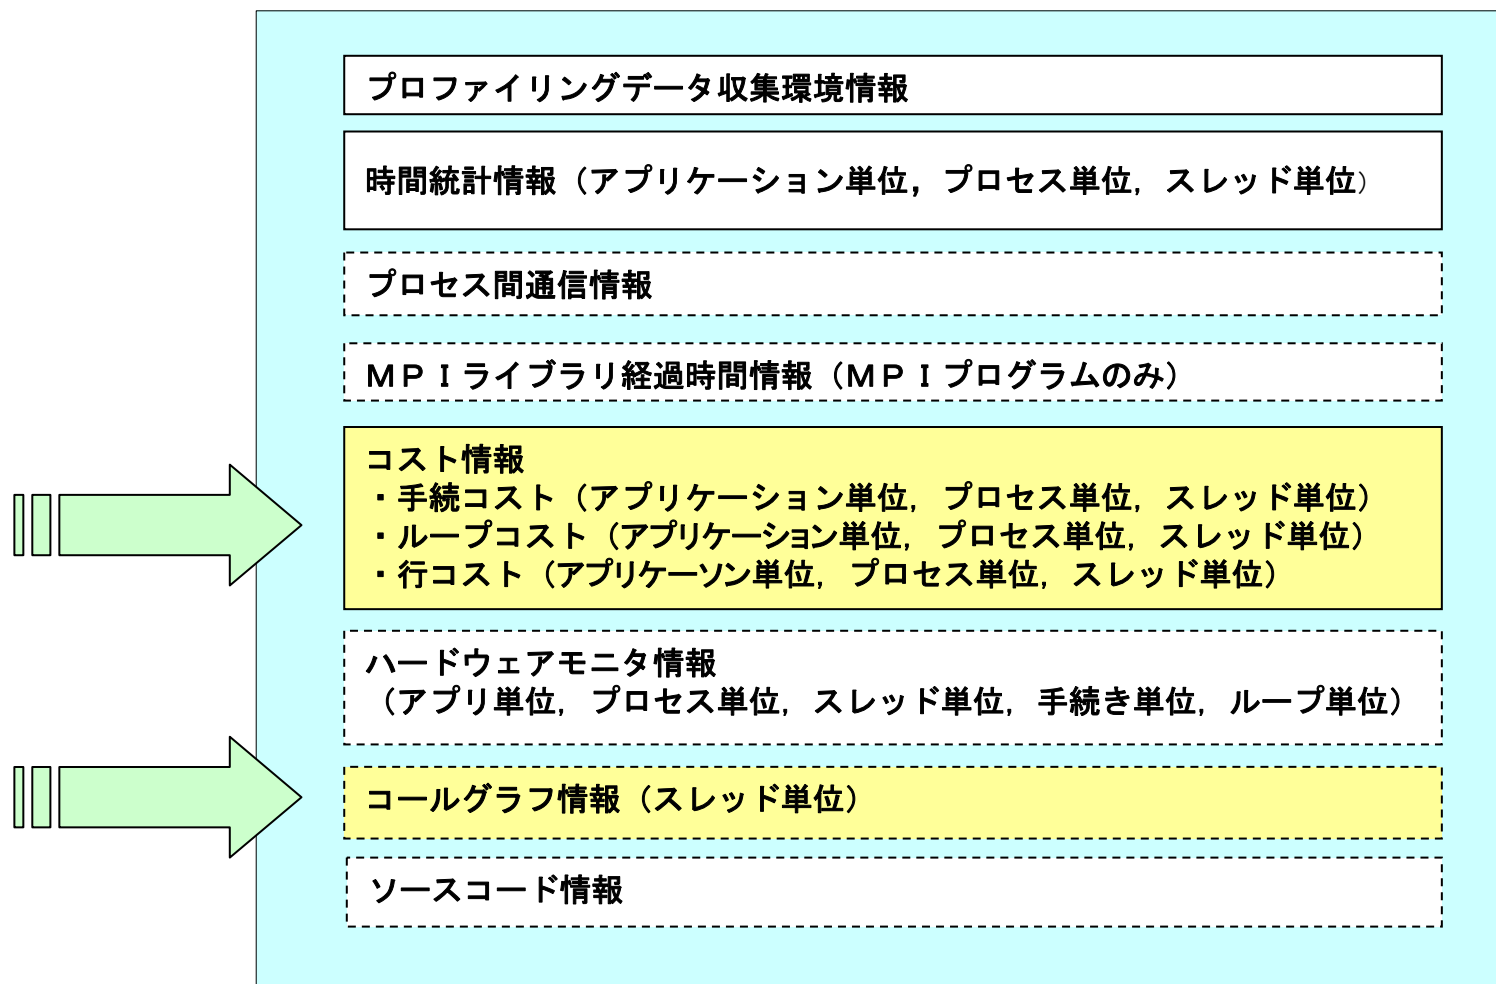 プロファイリングデータ収集環境情報
時間統計情報（アプリケーション単位，プロセス単位，スレッド単位）
プロセス間通信情報
ＭＰＩライブラリ経過時間情報（ＭＰＩプログラムのみ）
コスト情報
・手続コスト（アプリケーション単位，プロセス単位，スレッド単位）
・ループコスト（アプリケーション単位，プロセス単位，スレッド単位）
・行コスト（アプリケーソン単位，プロセス単位，スレッド単位）
ハードウェアモニタ情報
（アプリ単位，プロセス単位，スレッド単位，手続き単位，ループ単位）
コールグラフ情報（スレッド単位）
ソースコード情報